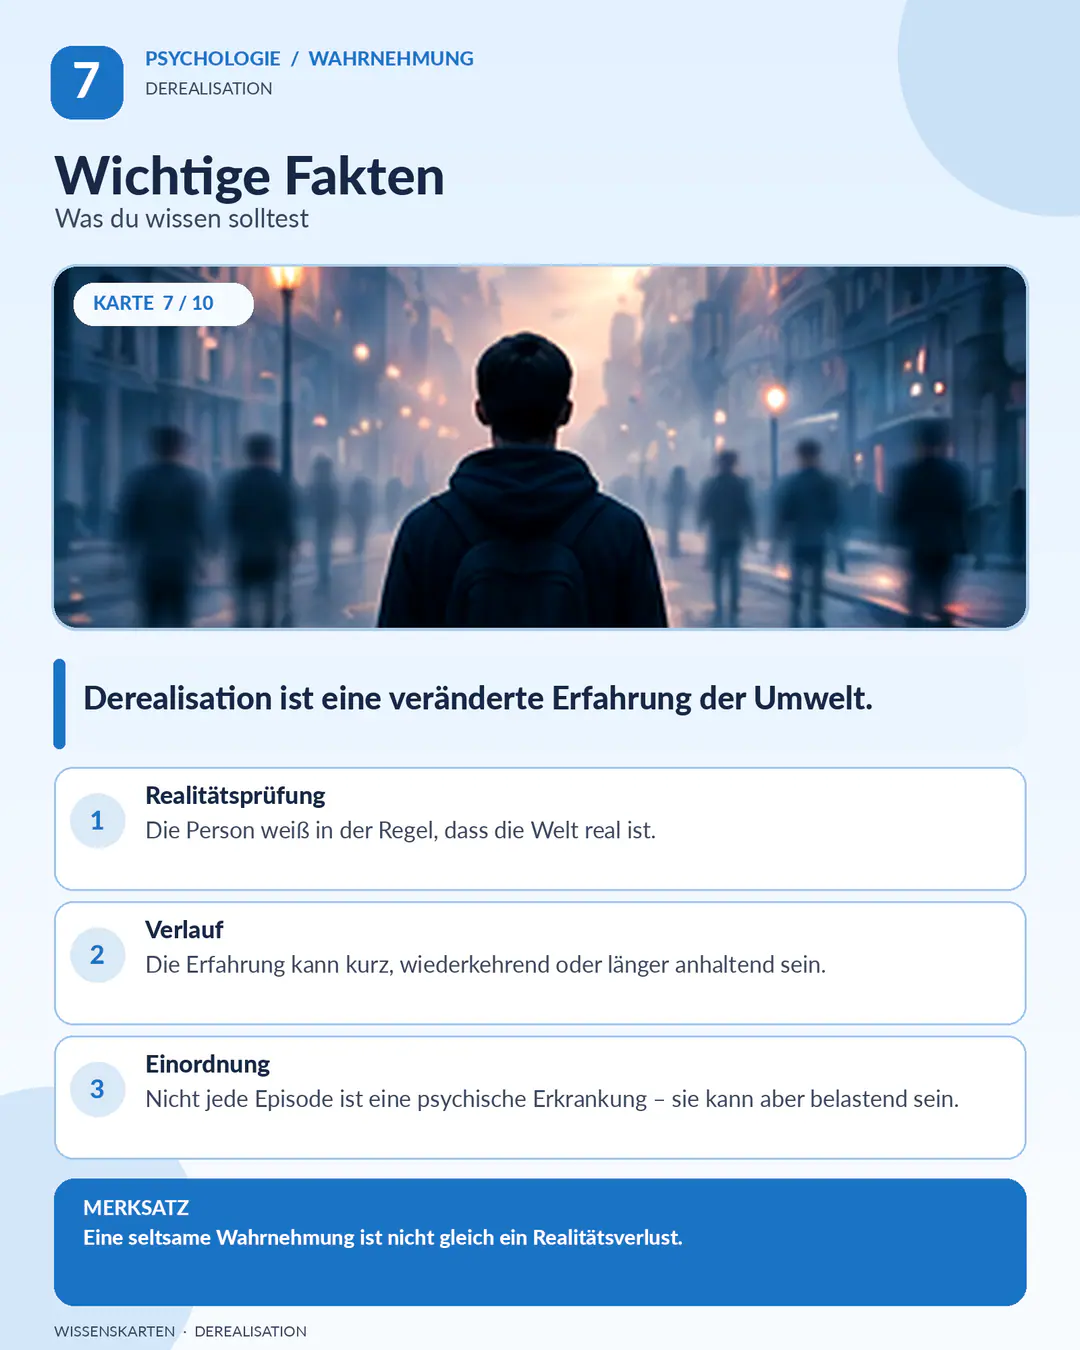 7
PSYCHOLOGIE / WAHRNEHMUNG
DEREALISATION
Wichtige Fakten
Was du wissen solltest
KARTE 7 / 10
Derealisation ist eine veränderte Erfahrung der Umwelt.
1
Realitätsprüfung
Die Person weiß in der Regel, dass die Welt real ist.
2
Verlauf
Die Erfahrung kann kurz, wiederkehrend oder länger anhaltend sein.
3
Einordnung
Nicht jede Episode ist eine psychische Erkrankung – sie kann aber belastend sein.
MERKSATZ
Eine seltsame Wahrnehmung ist nicht gleich ein Realitätsverlust.
WISSENSKARTEN · DEREALISATION